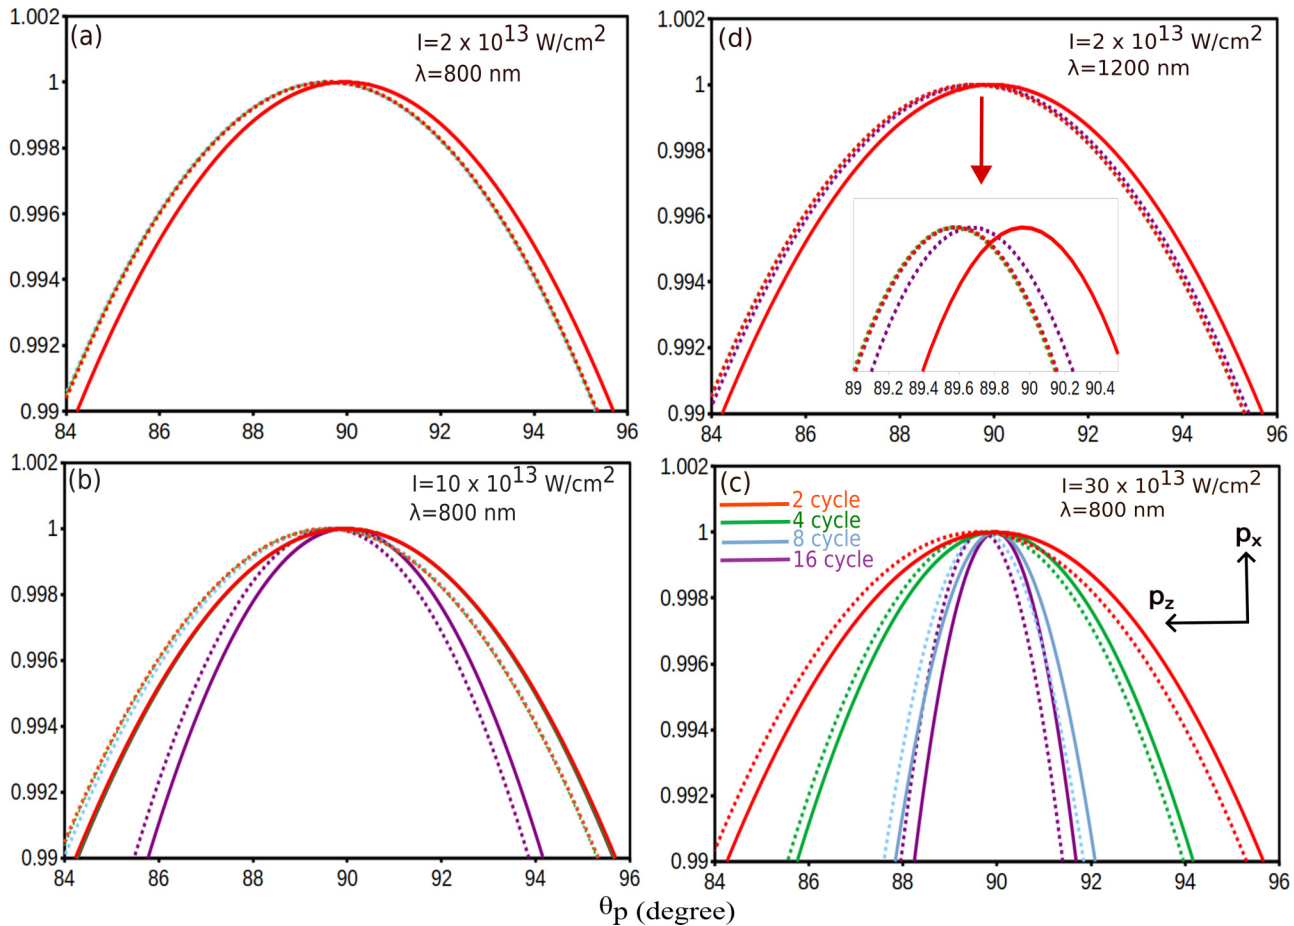 (a)
I=2 x 10^13 W/cm^2
λ=800 nm
1.002
1
0.998
0.996
0.994
0.992
0.99
84 86 88 90 92 94 96
(d)
I=2 x 10^13 W/cm^2
λ=1200 nm
1.002
1
0.998
0.996
0.994
0.992
0.99
89 89.2 89.4 89.6 89.8 90 90.2 90.4
84 86 88 90 92 94 96
(b)
I=10 x 10^13 W/cm^2
λ=800 nm
1.002
1
0.998
0.996
0.994
0.992
0.99
84 86 88 90 92 94 96
(c)
I=30 x 10^13 W/cm^2
λ=800 nm
2 cycle
4 cycle
8 cycle
16 cycle
p_x
p_z
1.002
1
0.998
0.996
0.994
0.992
0.99
84 86 88 90 92 94 96
θ_p (degree)